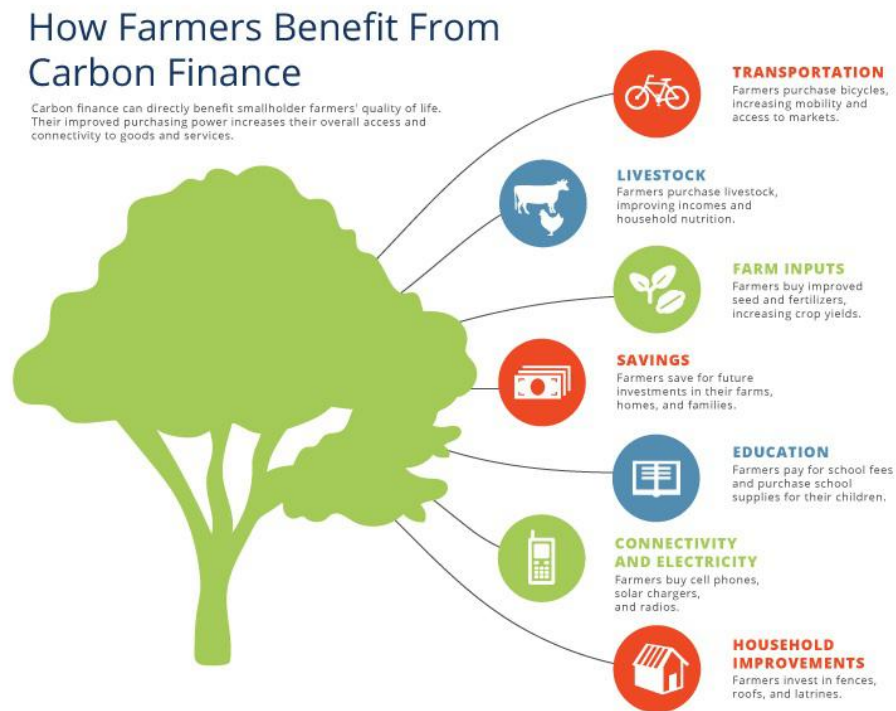 How Farmers Benefit From
Carbon Finance
Carbon finance can directly benefit smallholder farmers' quality of life.
Their improved purchasing power increases their overall access and
connectivity to goods and services.
TRANSPORTATION
Farmers purchase bicycles,
increasing mobility and
access to markets.
LIVESTOCK
Farmers purchase livestock,
improving incomes and
household nutrition.
FARM INPUTS
Farmers buy improved
seed and fertilizers,
increasing crop yields.
SAVINGS
Farmers save for future
investments in their farms,
homes, and families.
EDUCATION
Farmers pay for school fees
and purchase school
supplies for their children.
CONNECTIVITY
AND ELECTRICITY
Farmers buy cell phones,
solar chargers,
and radios.
HOUSEHOLD
IMPROVEMENTS
Farmers invest in fences,
roofs, and latrines.